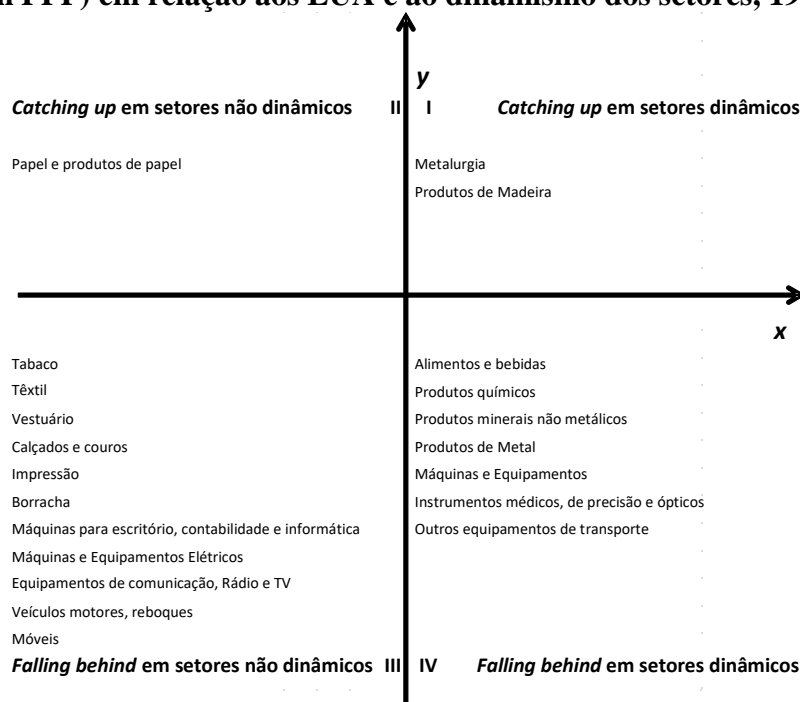 em relação aos EUA e ao dinamismo dos setores,
y
Catching up em setores não dinâmicos II I Catching up em setores dinâmicos
Papel e produtos de papel Metalurgia
Produtos de Madeira
x
Tabaco Alimentos e bebidas
Têxtil Produtos químicos
Vestuário Produtos minerais não metálicos
Calçados e couros Produtos de Metal
Impressão Máquinas e Equipamentos
Borracha Instrumentos médicos, de precisão e ópticos
Máquinas para escritório, contabilidade e informática Outros equipamentos de transporte
Máquinas e Equipamentos Elétricos
Equipamentos de comunicação, Rádio e TV
Veículos motores, reboques
Móveis
Falling behind em setores não dinâmicos III IV Falling behind em setores dinâmicos